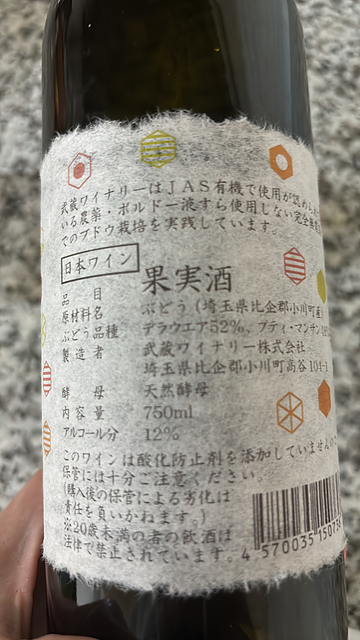 武蔵ワイナリーはJAS有機で使用が認められ
いる農薬・ボルドー液すら使用しない完全無
でのブドウ栽培を実践しています。
日本ワイン
品目 果実酒
原材料名 ぶどう（埼玉県比企郡小川町産
ぶどう品種 デラウエア52%、プティ・マンサン
製造者 武蔵ワイナリー株式会社
埼玉県比企郡小川町高谷104-1
酵母 天然酵母
内容量 750ml
アルコール分 12%
このワインは酸化防止剤を添加していません
保管には十分ご注意ください。
(購入後の保管による劣化は
責任を負いかねます。)
※20歳未満の者の飲酒は
法律で禁止されています。
4 570035 15073